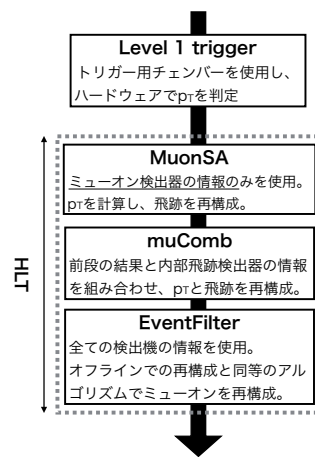 Level 1 trigger
トリガー用チェンバーを使用し、
ハードウェアでpTを判定
MuonSA
ミューオン検出器の情報のみを使用。
pTを計算し、飛跡を再構成。
muComb
前段の結果と内部飛跡検出器の情報
を組み合わせ、pTと飛跡を再構成。
EventFilter
全ての検出機の情報を使用。
オフラインでの再構成と同等のアル
ゴリズムでミューオンを再構成。
HLT